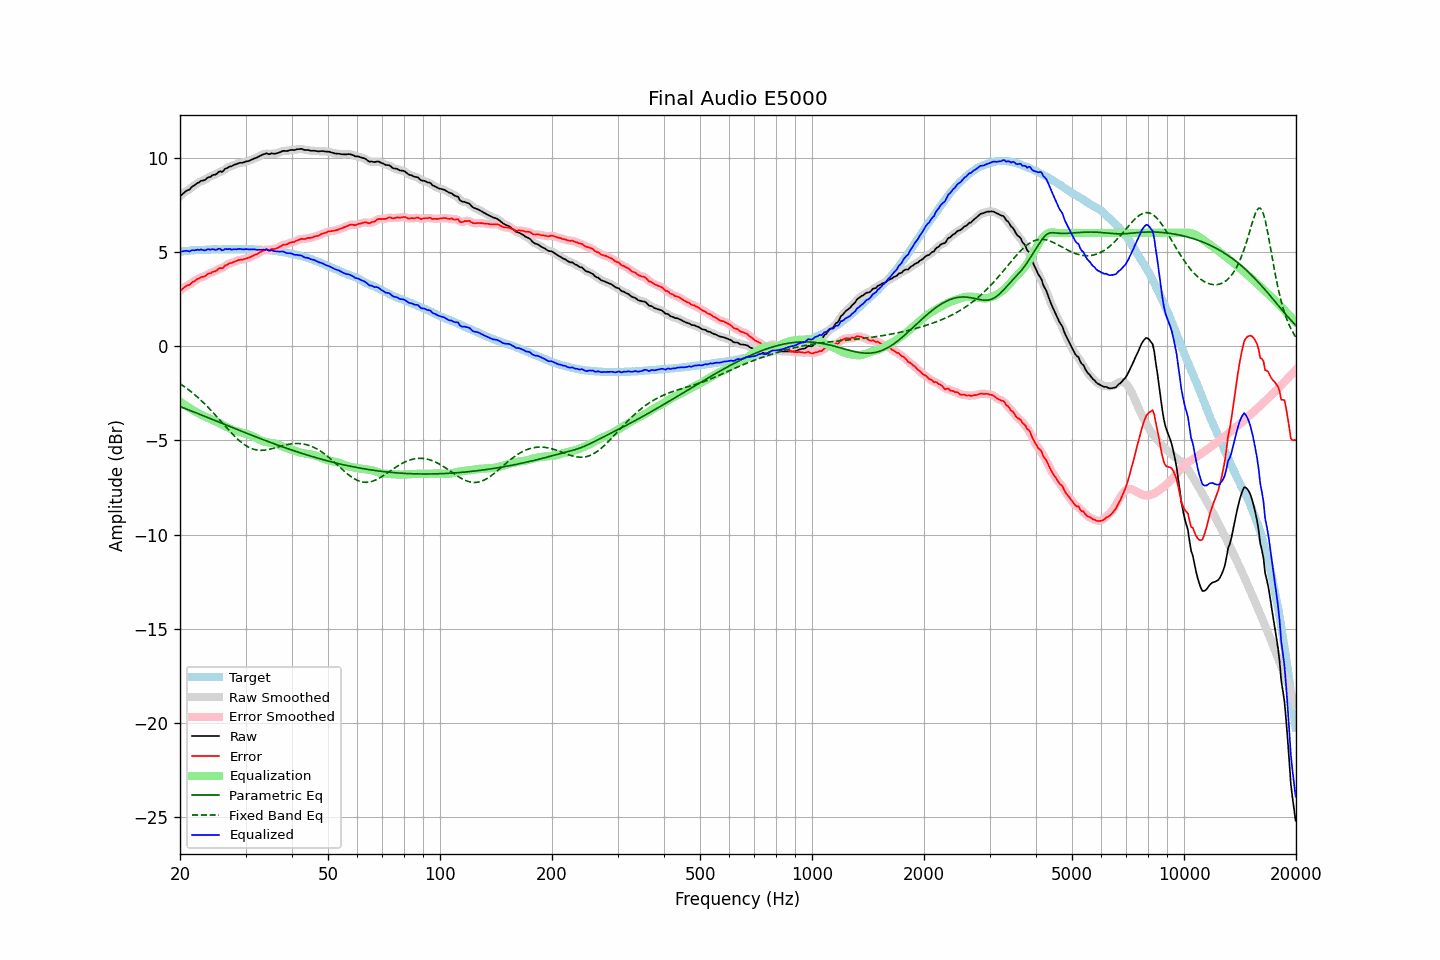 Final Audio E5000
Amplitude (dBr)
10
5
0
−5
−10
−15
−20
−25
Target
Raw Smoothed
Error Smoothed
Raw
Error
Equalization
Parametric Eq
Fixed Band Eq
Equalized
20 50 100 200 500 1000 2000 5000 10000 20000
Frequency (Hz)